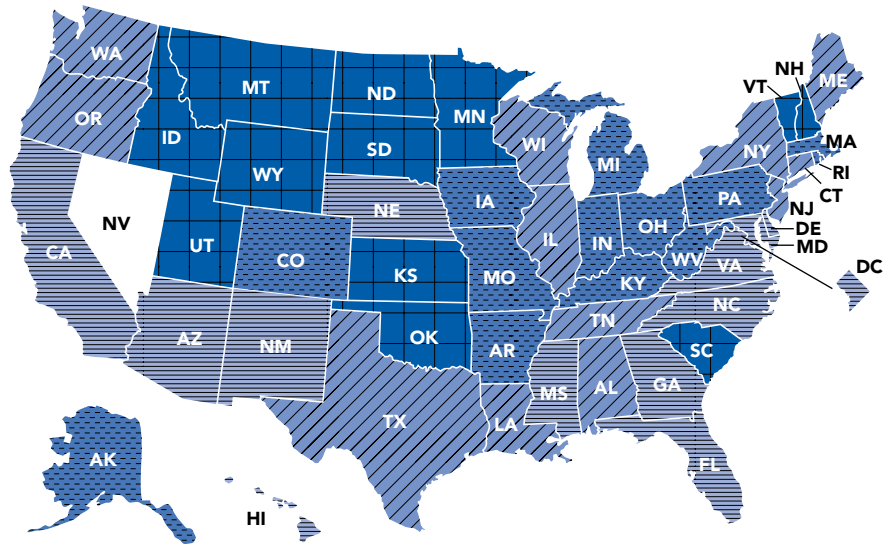 WA
MT
ND
MN
VT
NH
ME
OR
ID
SD
WI
MI
NY
MA
RI
CT
WY
IA
PA
NJ
NV
NE
IL
IN
OH
DE
MD
CA
UT
CO
KS
MO
WV
VA
DC
KY
NC
AZ
NM
OK
AR
TN
SC
TX
MS
AL
GA
LA
FL
AK
HI